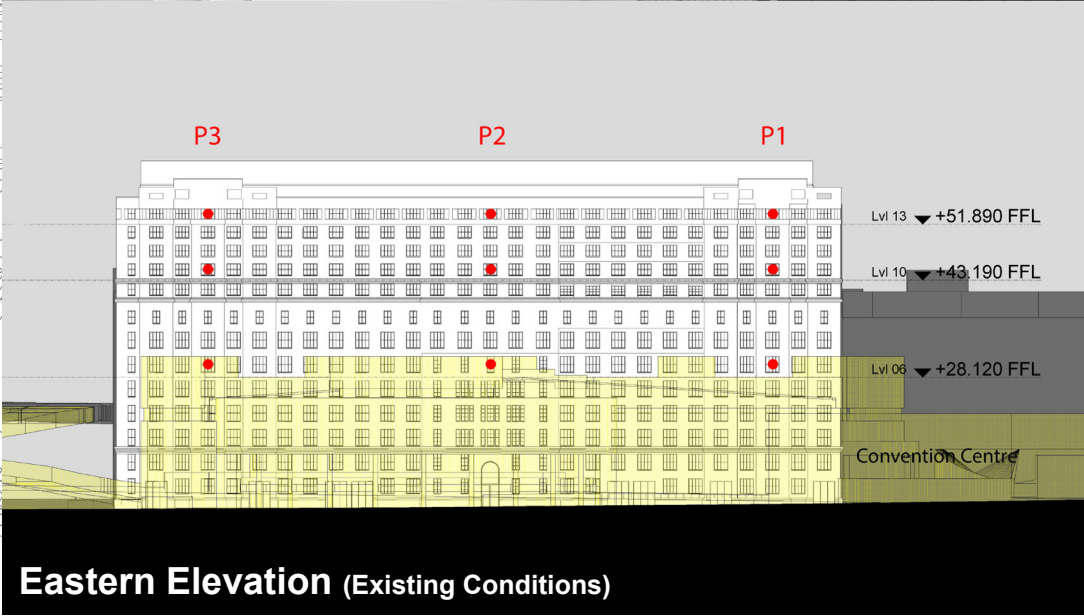 P3 P2 P1
Lvl 13 +51.890 FFL
Lvl 10 +43.190 FFL
Lvl 06 +28.120 FFL
Convention Centre
Eastern Elevation (Existing Conditions)